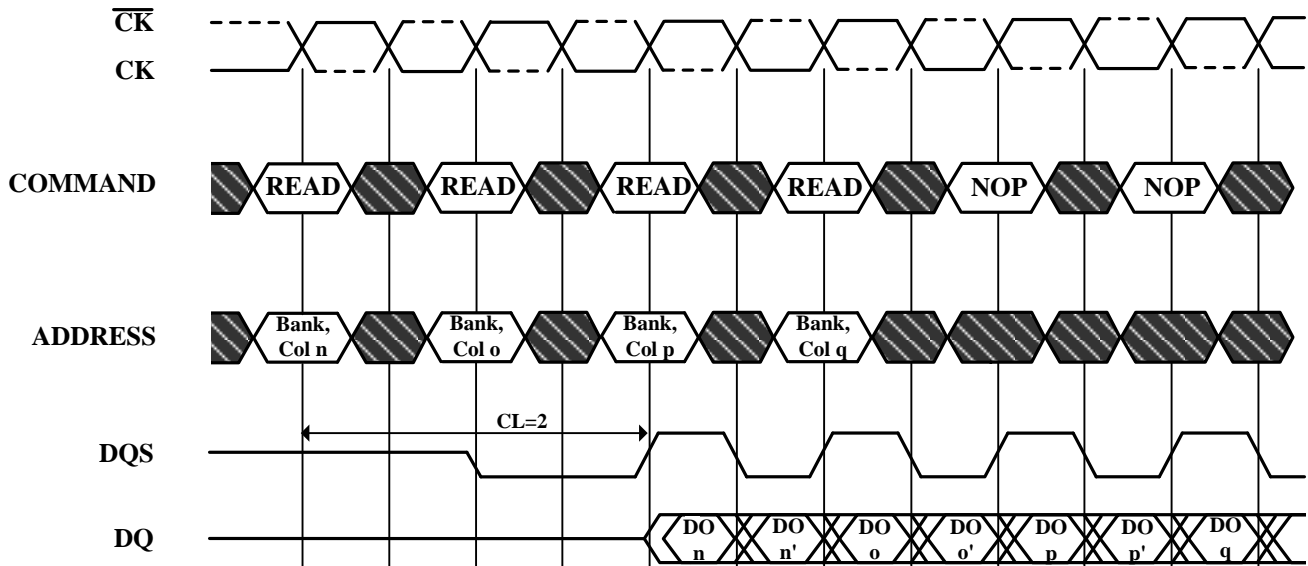 CK
CK
COMMAND READ READ READ READ NOP NOP
ADDRESS Bank, Col n Bank, Col o Bank, Col p Bank, Col q
CL=2
DQS
DQ DO n DO n' DO o DO o' DO p DO p' DO q